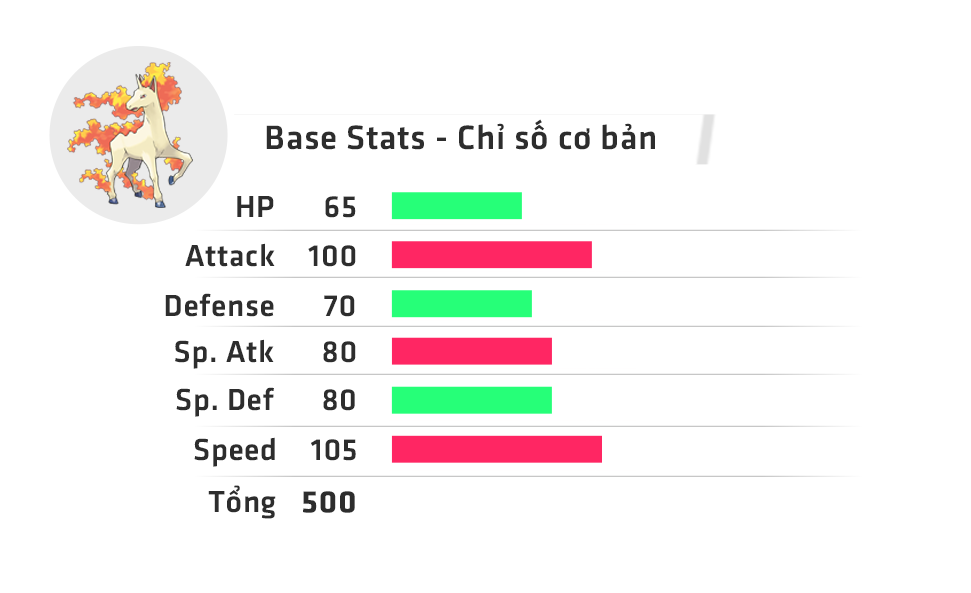 Base Stats - Chỉ số cơ bản
HP 65
Attack 100
Defense 70
Sp. Atk 80
Sp. Def 80
Speed 105
Tổng 500